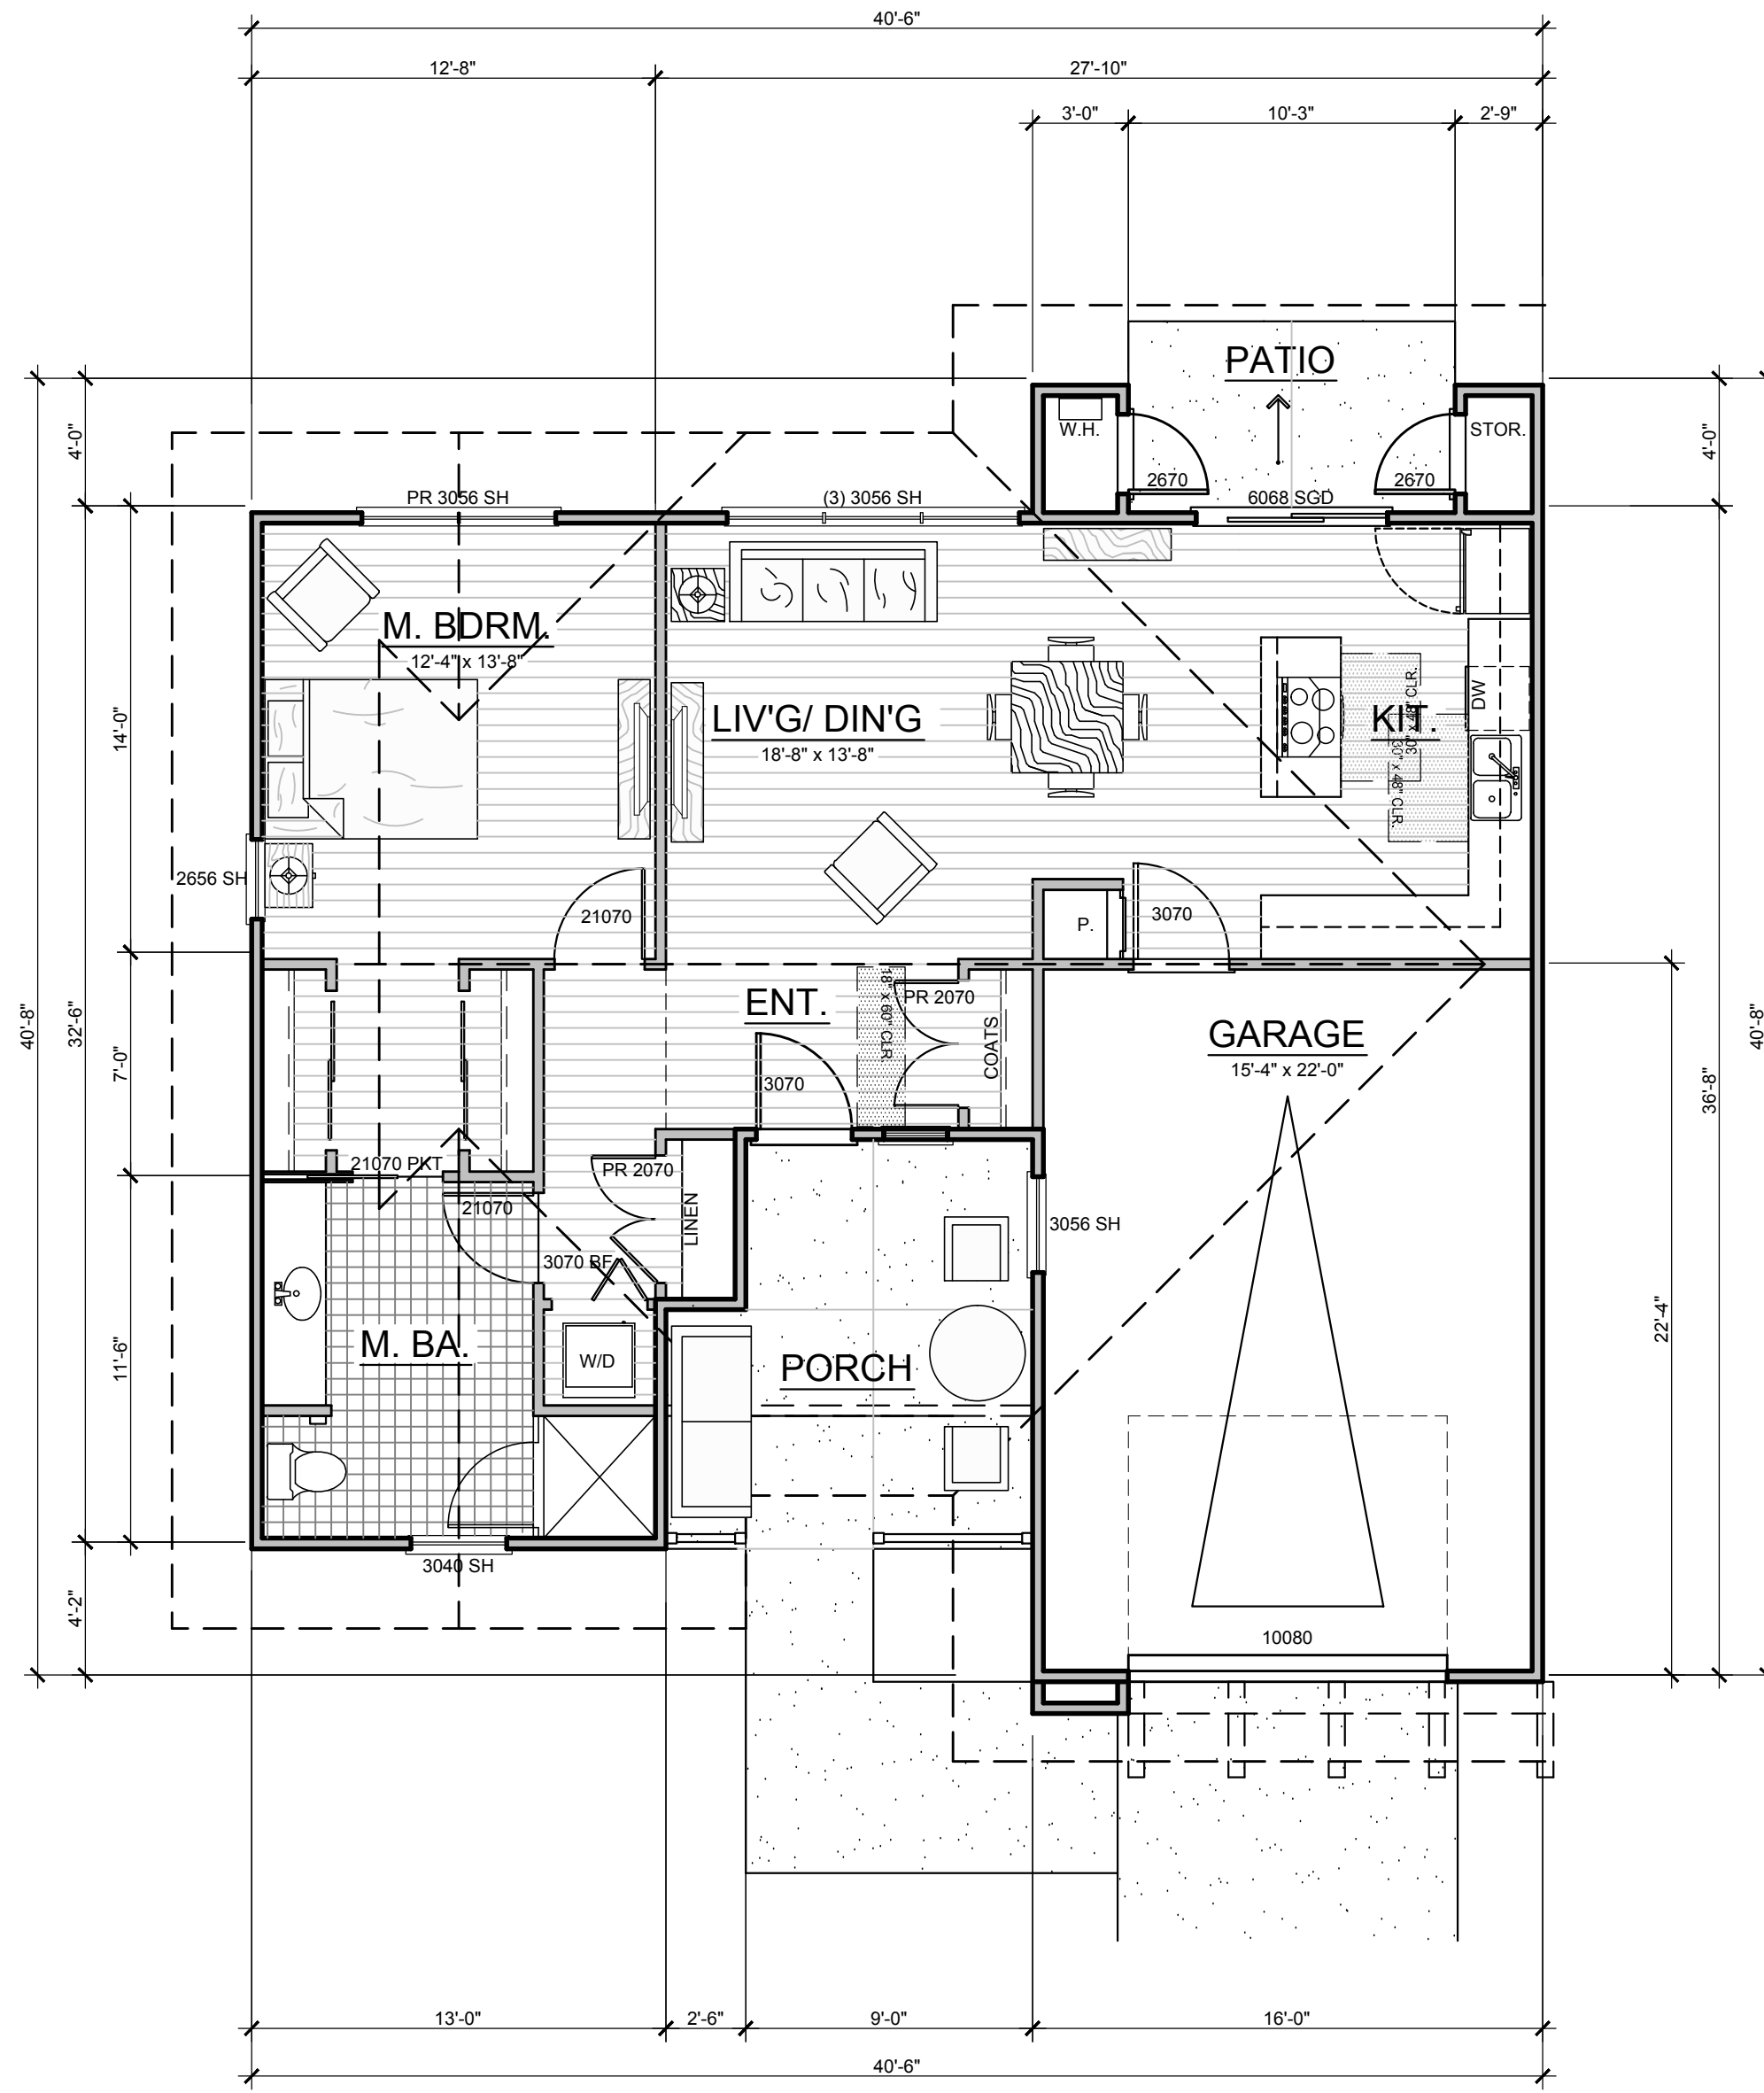 40'-6"
12'-8"
27'-10"
3'-0"
10'-3"
2'-9"
PATIO
W.H.
STOR.
2670
2670
4'-0"
4'-0"
PR 3056 SH
(3) 3056 SH
6068 SGD
M. BDRM.
12'-4" x 13'-8"
LIV'G/ DIN'G
18'-8" x 13'-8"
KIT.
30" x 48" CLR.
30" x 48" CLR.
DW
14'-0"
2656 SH
21070
P.
3070
ENT.
18" x 60" CLR.
PR 2070
COATS
3070
GARAGE
15'-4" x 22'-0"
40'-8"
32'-6"
7'-0"
36'-8"
40'-8"
21070 PKT
PR 2070
21070
LINEN
3056 SH
3070 BF
M. BA.
W/D
PORCH
11'-6"
22'-4"
3040 SH
4'-2"
10080
13'-0"
2'-6"
9'-0"
16'-0"
40'-6"